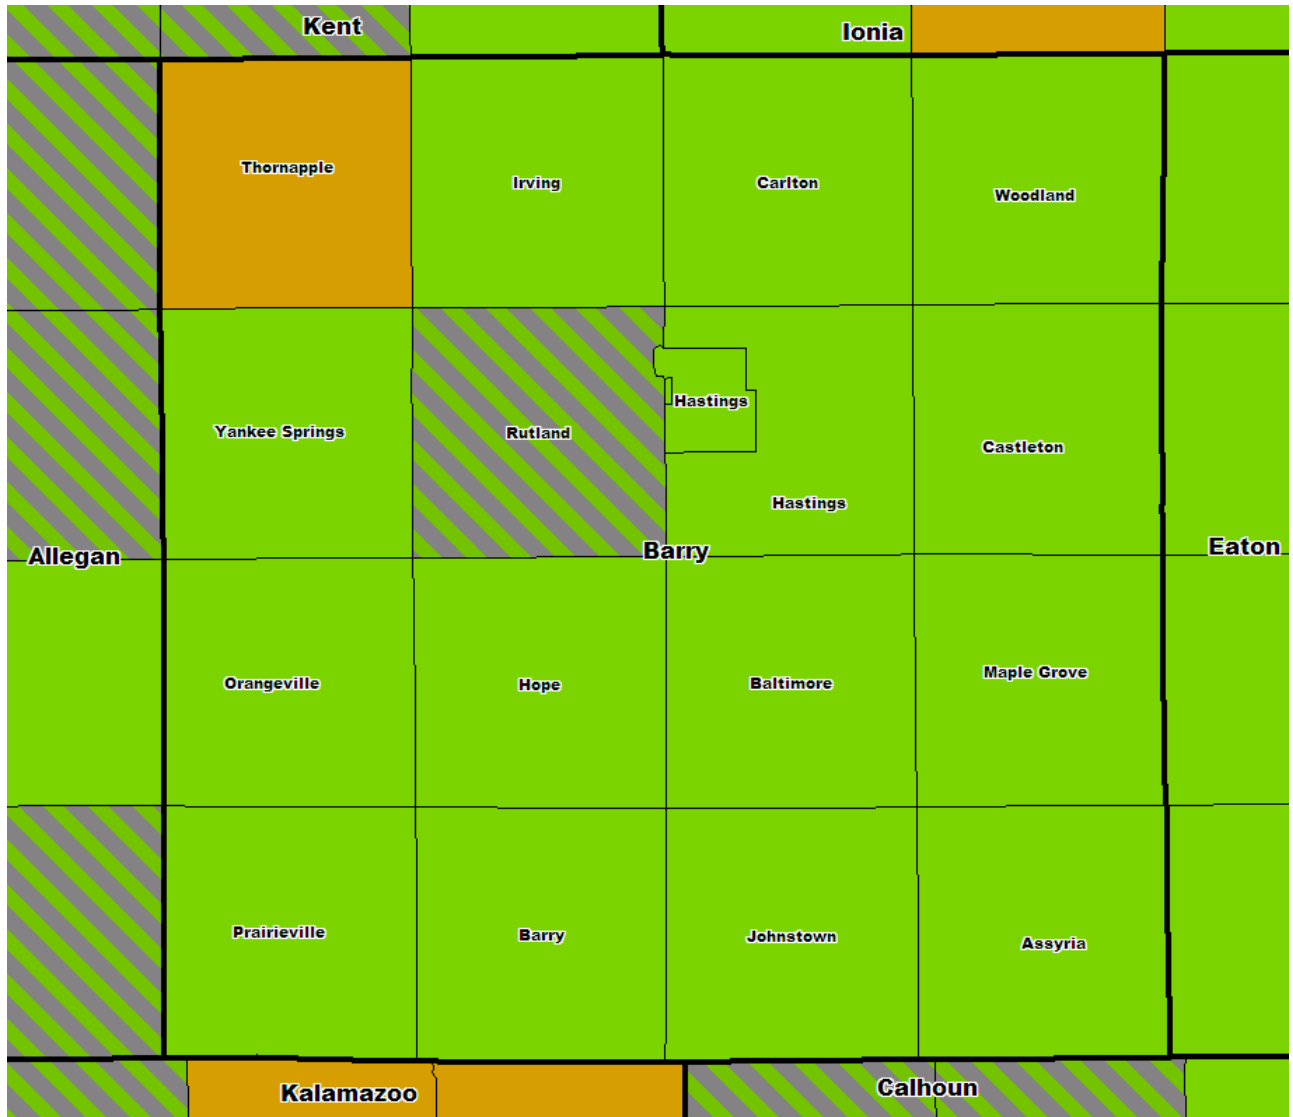 Kent
Ionia
Thornapple
Irving
Carlton
Woodland
Hastings
Yankee Springs
Rutland
Castleton
Hastings
Allegan
Barry
Eaton
Orangeville
Hope
Baltimore
Maple Grove
Prairieville
Barry
Johnstown
Assyria
Kalamazoo
Calhoun